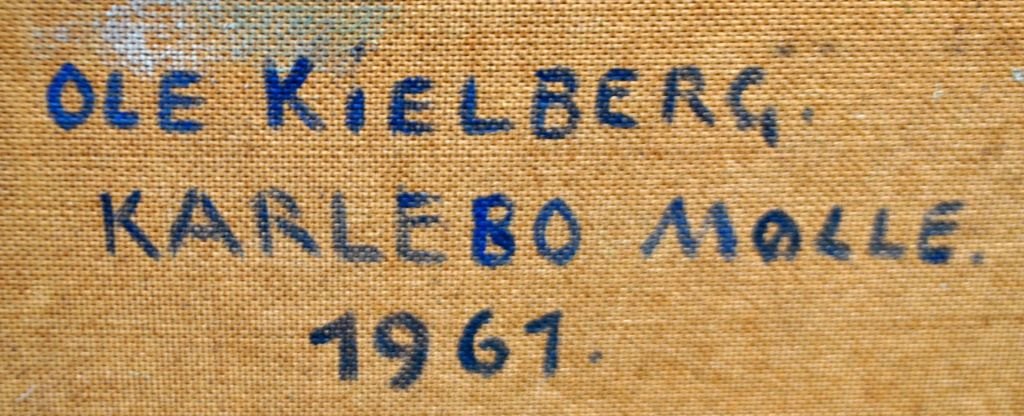 OLE KiELBERG.
KARLEBO MØLLE.
1961.